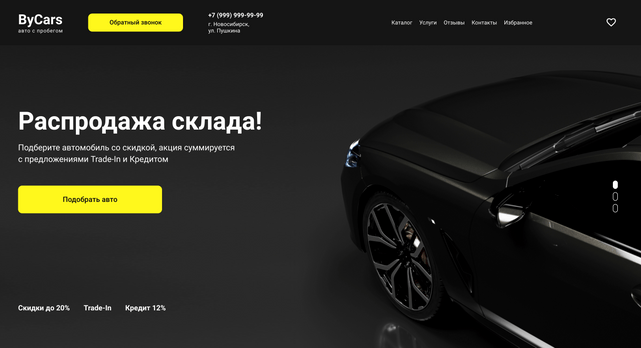 ByCars
авто с пробегом
Обратный звонок
+7 (999) 999-99-99
г. Новосибирск,
ул. Пушкина
Каталог Услуги Отзывы Контакты Избранное
Распродажа склада!
Подберите автомобиль со скидкой, акция суммируется
с предложениями Trade-In и Кредитом
Подобрать авто
Скидки до 20% Trade-In Кредит 12%